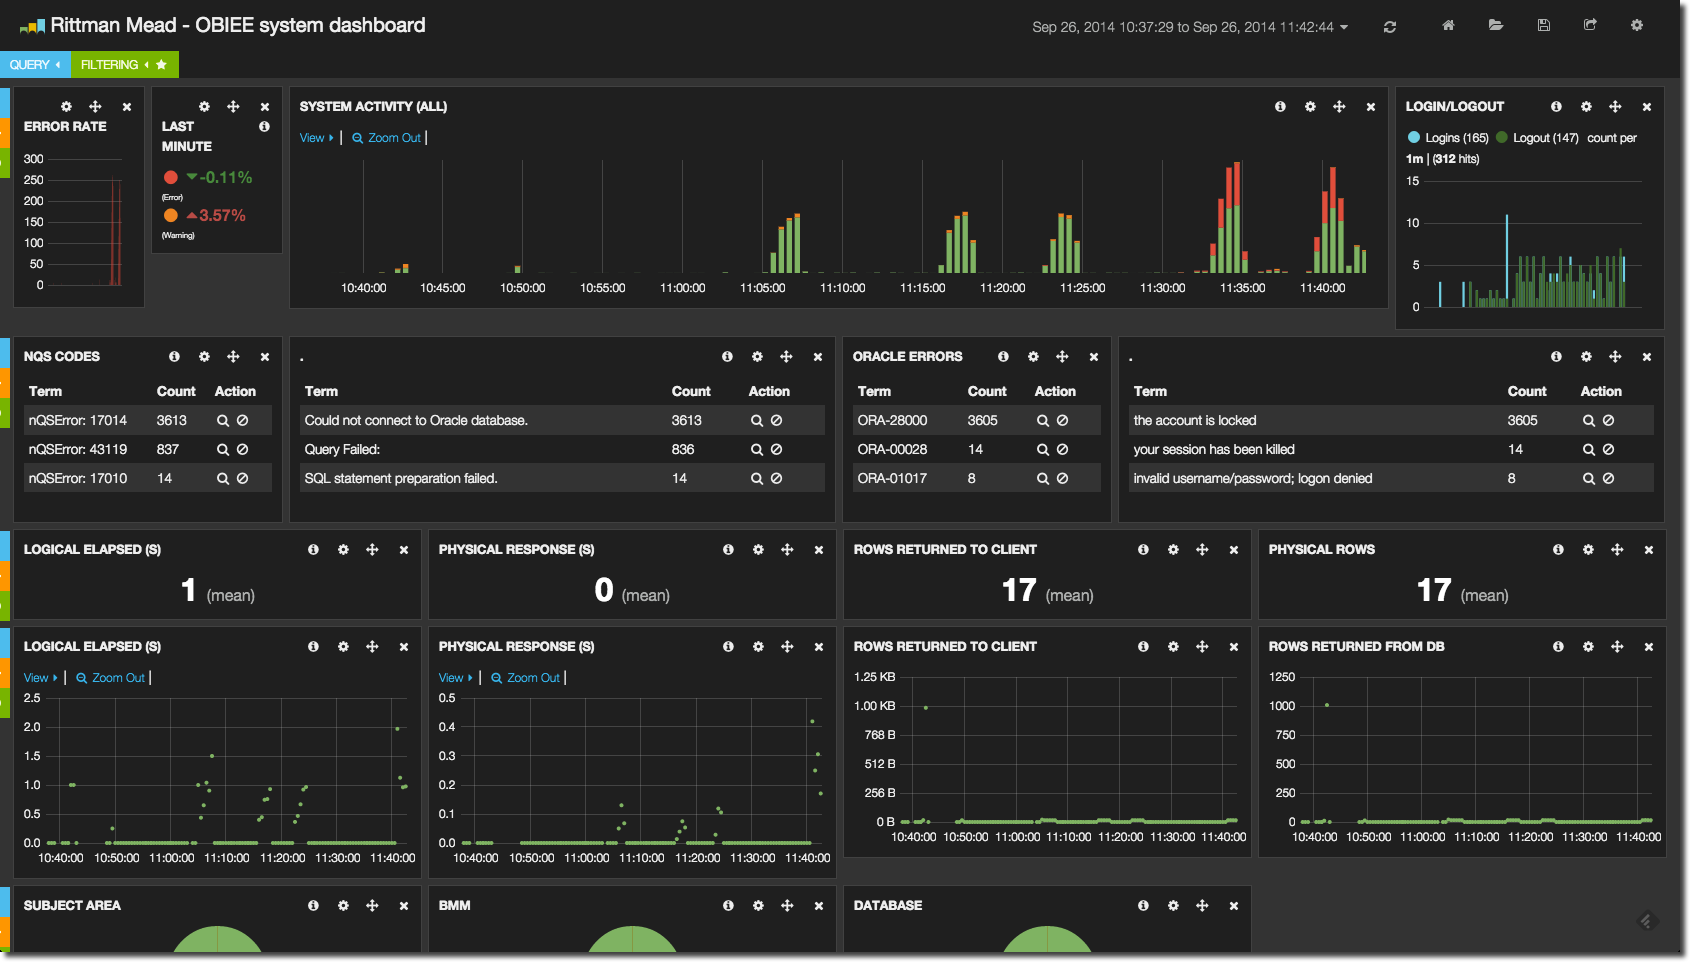 Rittman Mead - OBIEE system dashboard
Sep 26, 2014 10:37:29 to Sep 26, 2014 11:42:44
QUERY
FILTERING
ERROR RATE
300
250
200
150
100
50
0
LAST MINUTE
-0.11%
(Error)
3.57%
(Warning)
SYSTEM ACTIVITY (ALL)
View | Zoom Out |
10:40:00 10:45:00 10:50:00 10:55:00 11:00:00 11:05:00 11:10:00 11:15:00 11:20:00 11:25:00 11:30:00 11:35:00 11:40:00
LOGIN/LOGOUT
Logins (165) Logout (147) count per
1m | (312 hits)
15
10
5
0
NQS CODES
Term Count Action
nQSError: 17014 3613
nQSError: 43119 837
nQSError: 17010 14
.
Term Count Action
Could not connect to Oracle database. 3613
Query Failed: 836
SQL statement preparation failed. 14
ORACLE ERRORS
Term Count Action
ORA-28000 3605
ORA-00028 14
ORA-01017 8
.
Term Count Action
the account is locked 3605
your session has been killed 14
invalid username/password; logon denied 8
LOGICAL ELAPSED (S)
1 (mean)
PHYSICAL RESPONSE (S)
0 (mean)
ROWS RETURNED TO CLIENT
17 (mean)
PHYSICAL ROWS
17 (mean)
LOGICAL ELAPSED (S)
View | Zoom Out |
2.5
2.0
1.5
1.0
0.5
0.0
10:40:00 10:50:00 11:00:00 11:10:00 11:20:00 11:30:00 11:40:00
PHYSICAL RESPONSE (S)
View | Zoom Out |
0.5
0.4
0.3
0.2
0.1
0.0
10:40:00 10:50:00 11:00:00 11:10:00 11:20:00 11:30:00 11:40:00
ROWS RETURNED TO CLIENT
1.25 KB
1.00 KB
768 B
512 B
256 B
0 B
10:40:00 10:50:00 11:00:00 11:10:00 11:20:00 11:30:00 11:40:00
ROWS RETURNED FROM DB
1250
1000
750
500
250
0
10:40:00 10:50:00 11:00:00 11:10:00 11:20:00 11:30:00 11:40:00
SUBJECT AREA
BMM
DATABASE